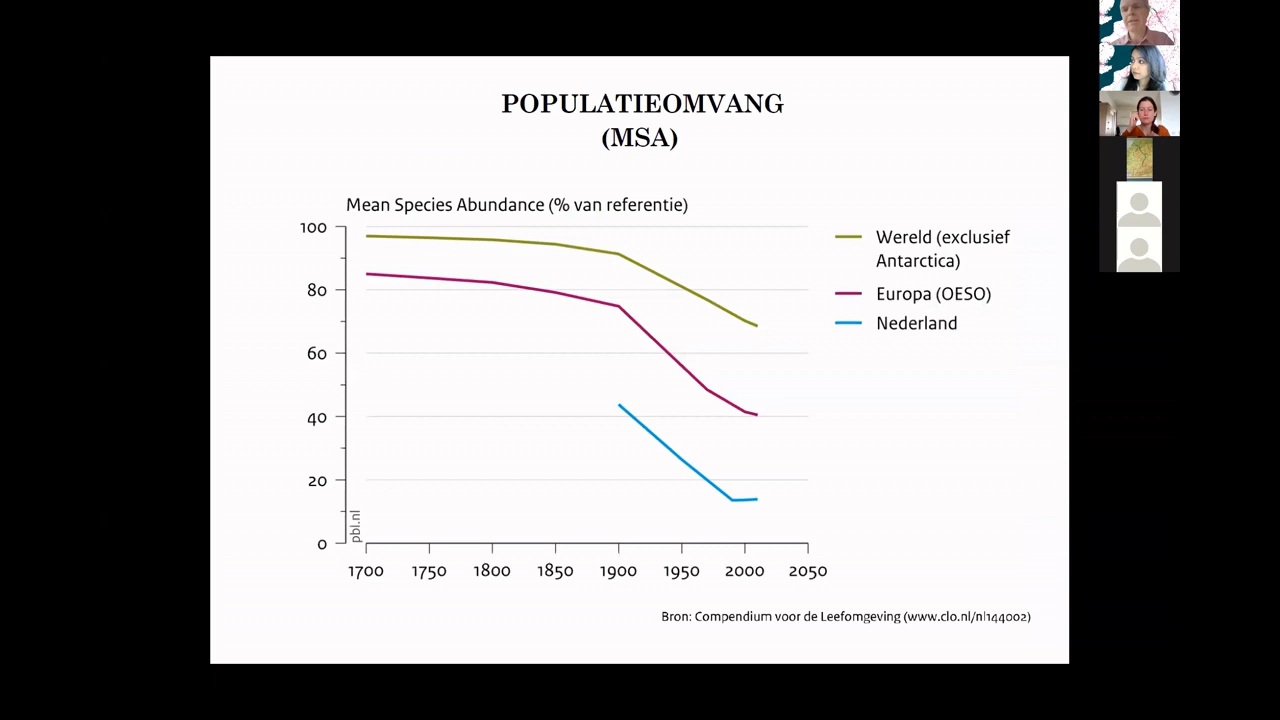 POPULATIEOMVANG
(MSA)
Mean Species Abundance (% van referentie)
100
80
60
40
20
0
pbl.nl
1700 1750 1800 1850 1900 1950 2000 2050
Wereld (exclusief
Antarctica)
Europa (OESO)
Nederland
Bron: Compendium voor de Leefomgeving (www.clo.nl/nl144002)